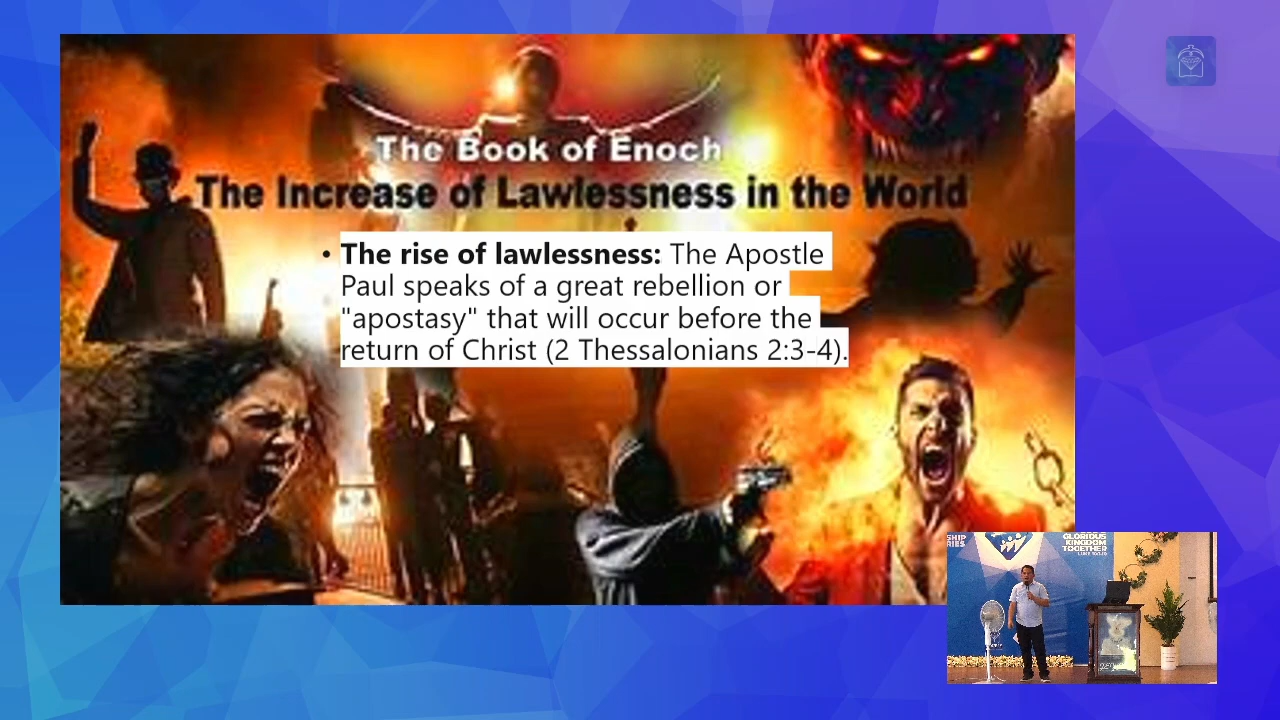 The Book of Enoch
The Increase of Lawlessness in the World
• The rise of lawlessness: The Apostle
Paul speaks of a great rebellion or
"apostasy" that will occur before the
return of Christ (2 Thessalonians 2:3-4).
SHIP
RIES
GLORIOUS
KINGDOM
TOGETHER